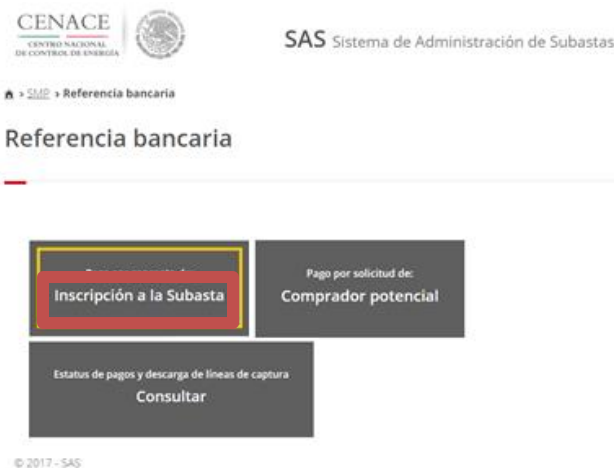 CENACE
CENTRO NACIONAL
DE CONTROL DE ENERGÍA
SAS Sistema de Administración de Subastas
> SMP > Referencia bancaria
Referencia bancaria
Inscripción a la Subasta
Pago por solicitud de:
Comprador potencial
Estatus de pagos y descarga de líneas de captura
Consultar
© 2017 - SAS